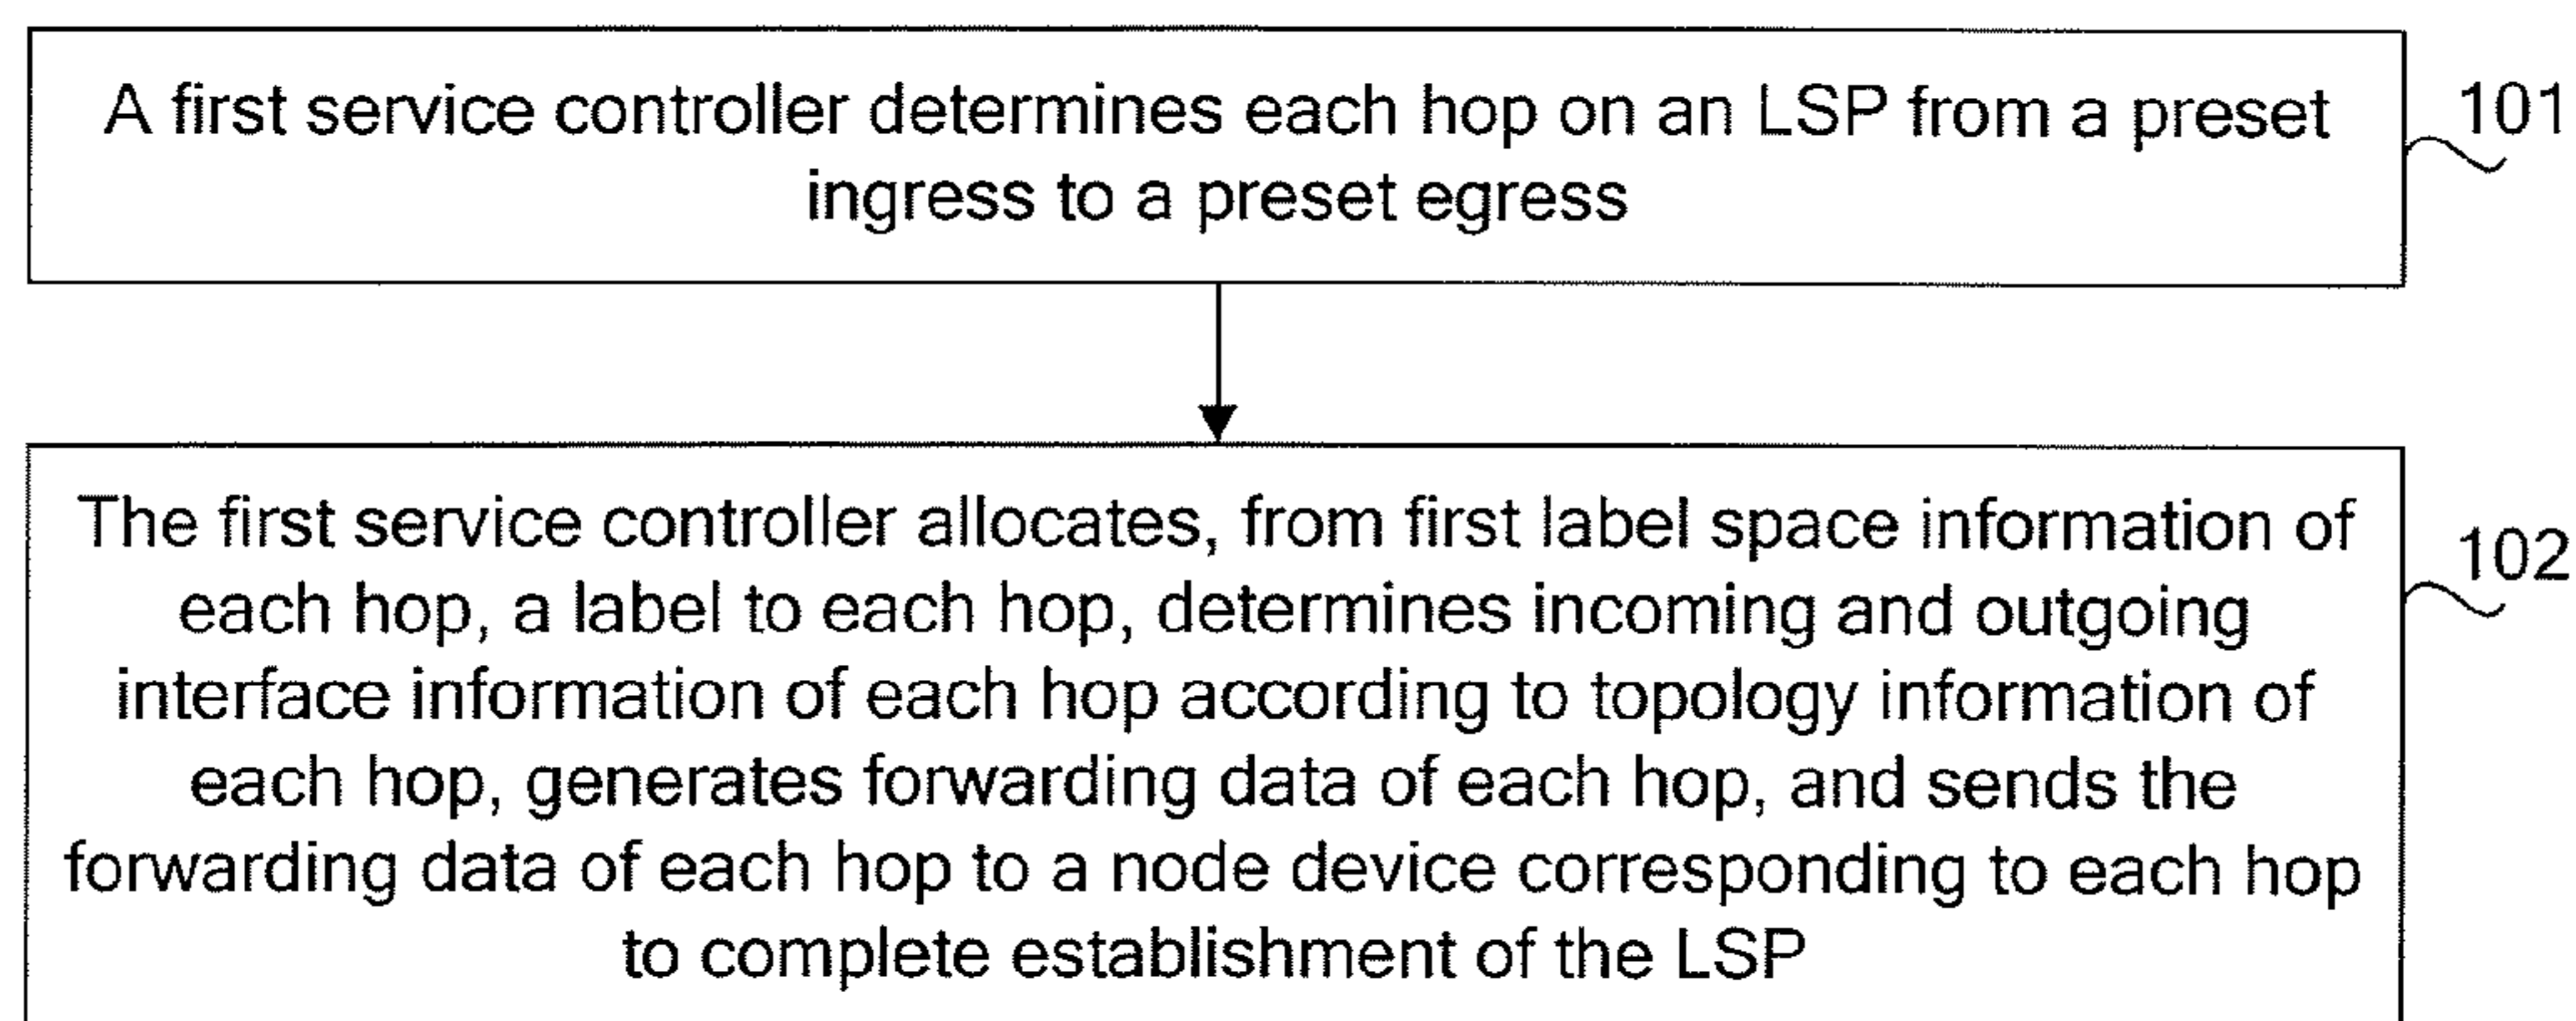 A first service controller determines each hop on an LSP from a preset
ingress to a preset egress
101
The first service controller allocates, from first label space information of
each hop, a label to each hop, determines incoming and outgoing
interface information of each hop according to topology information of
each hop, generates forwarding data of each hop, and sends the
forwarding data of each hop to a node device corresponding to each hop
to complete establishment of the LSP
102